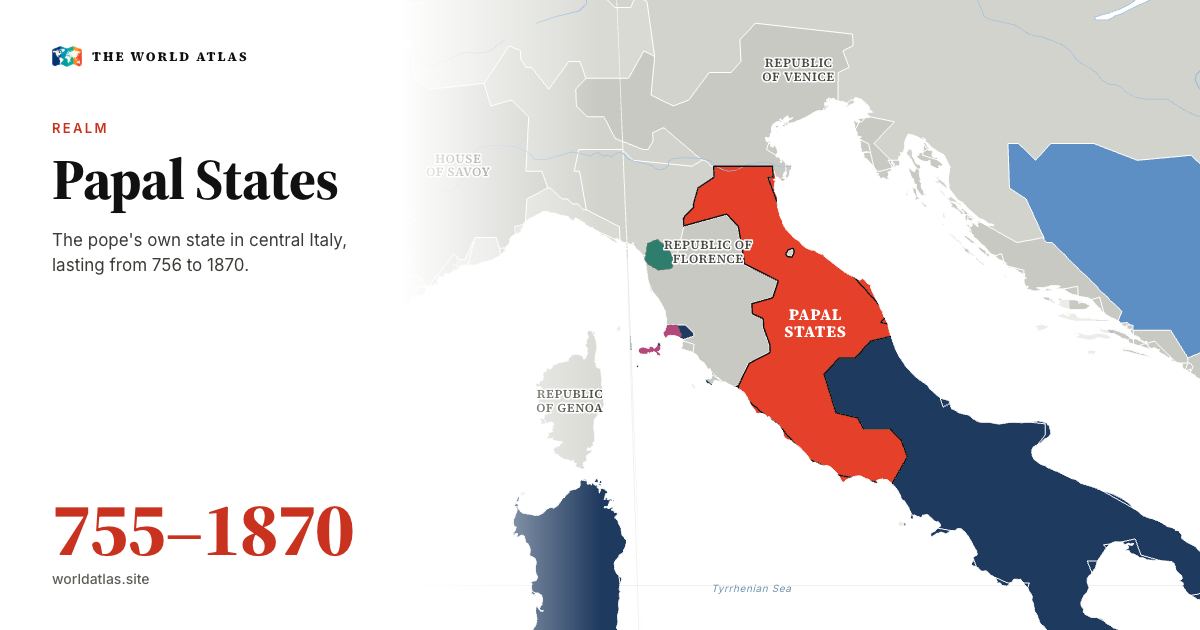 THE WORLD ATLAS
REALM
Papal States
The pope's own state in central Italy,
lasting from 756 to 1870.
755–1870
worldatlas.site
REPUBLIC
OF VENICE
HOUSE
OF SAVOY
REPUBLIC OF
FLORENCE
PAPAL
STATES
REPUBLIC
OF GENOA
Tyrrhenian Sea